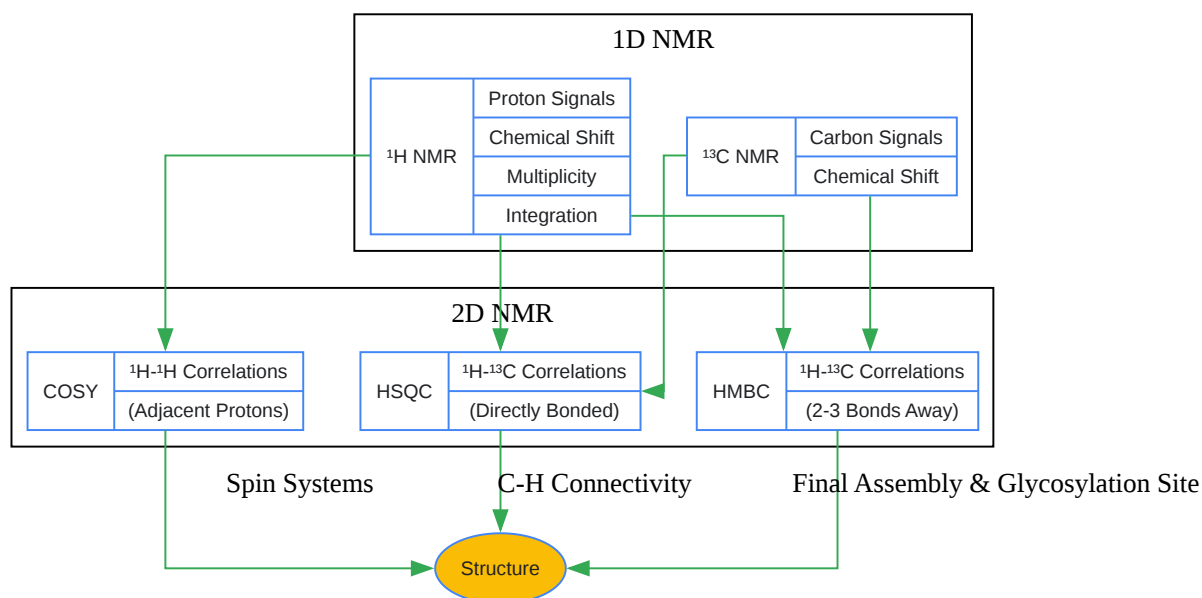 1D NMR
¹H NMR
Proton Signals
Chemical Shift
Multiplicity
Integration
¹³C NMR
Carbon Signals
Chemical Shift
2D NMR
COSY
¹H-¹H Correlations
(Adjacent Protons)
HSQC
¹H-¹³C Correlations
(Directly Bonded)
HMBC
¹H-¹³C Correlations
(2-3 Bonds Away)
Spin Systems
C-H Connectivity
Final Assembly & Glycosylation Site
Structure